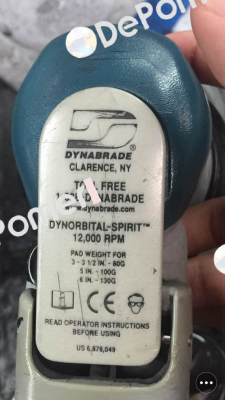 DePom
DYNABRADE
CLARENCE, NY
TOLL FREE
DYNABRADE
www.dynabrade.com
DYNORBITAL-SPIRIT™
12,000 RPM
PAD WEIGHT FOR
3 - 3 1/2 IN. - 80G
5 IN. - 100G
6 IN. - 130G
CE
READ OPERATOR INSTRUCTIONS
BEFORE USING
US 6,878,049